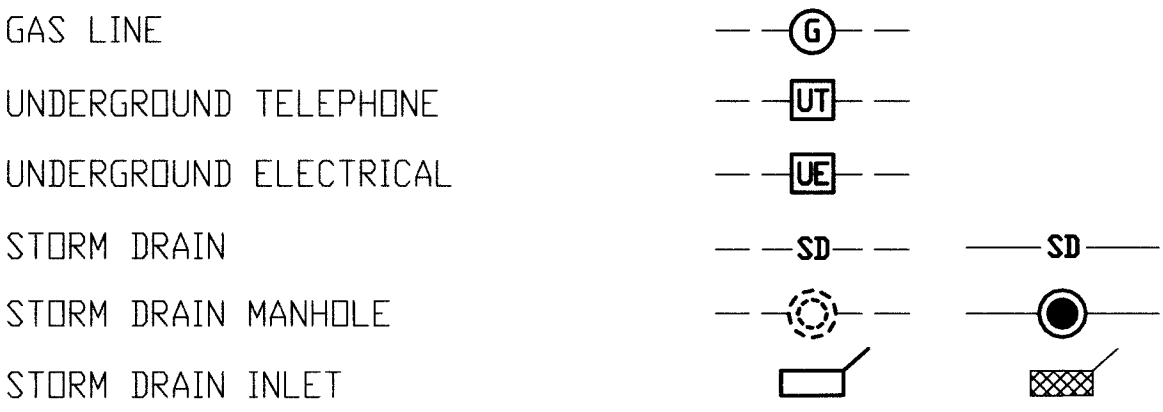 GAS LINE G
UNDERGROUND TELEPHONE UT
UNDERGROUND ELECTRICAL UE
STORM DRAIN SD SD
STORM DRAIN MANHOLE
STORM DRAIN INLET